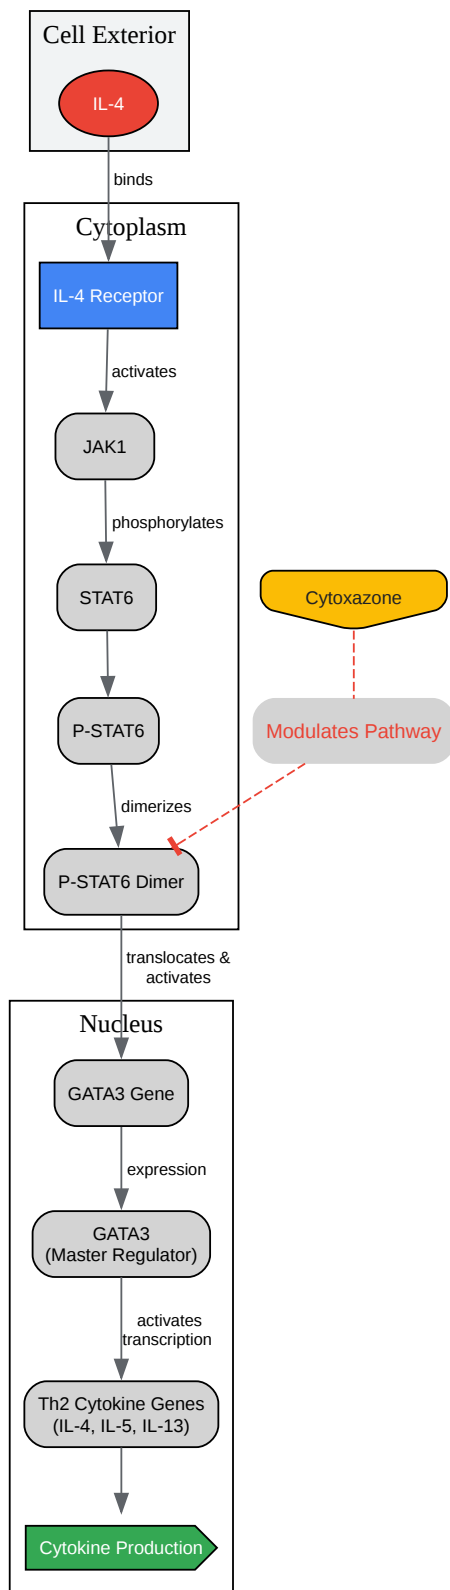 Cell Exterior
IL-4
binds
Cytoplasm
IL-4 Receptor
activates
JAK1
phosphorylates
STAT6
Cytoxazone
P-STAT6
Modulates Pathway
dimerizes
P-STAT6 Dimer
translocates &
activates
Nucleus
GATA3 Gene
expression
GATA3
(Master Regulator)
activates
transcription
Th2 Cytokine Genes
(IL-4, IL-5, IL-13)
Cytokine Production